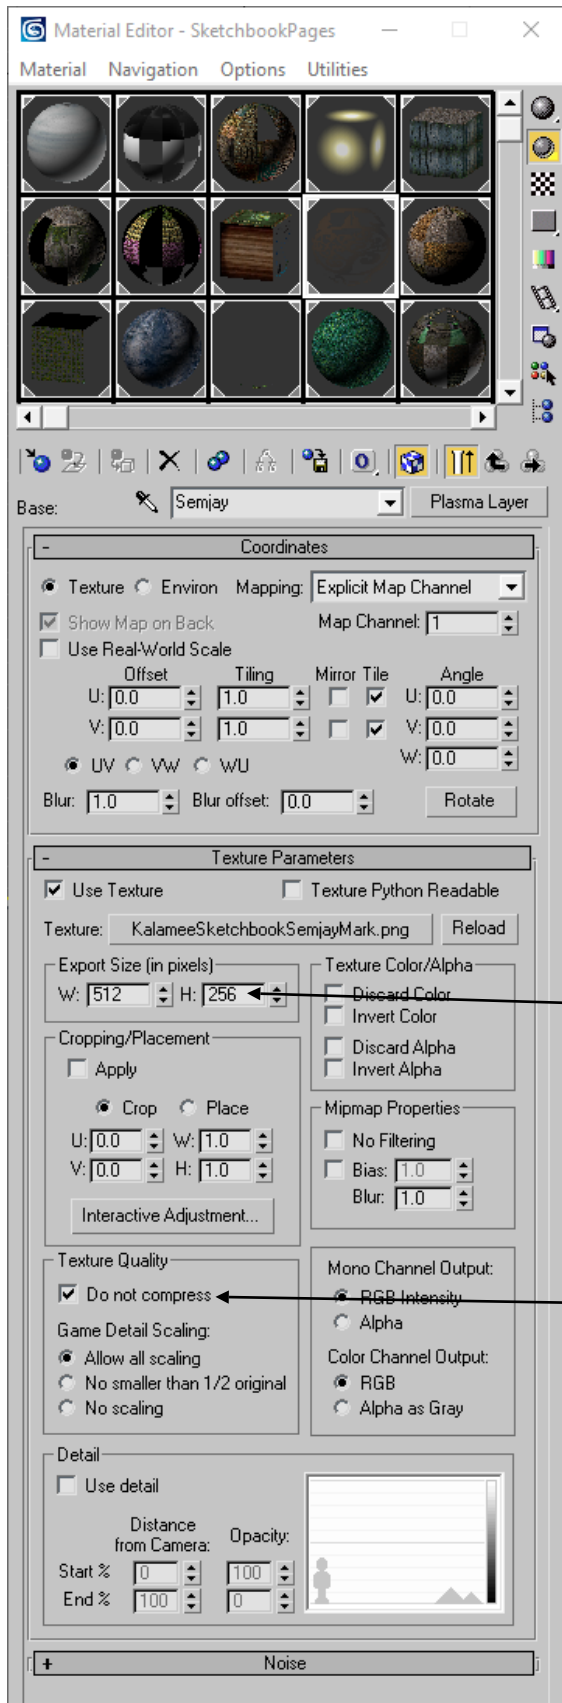 Material Editor - SketchbookPages
Material Navigation Options Utilities
Base: Semjay Plasma Layer
- Coordinates
Texture Environ Mapping: Explicit Map Channel
Show Map on Back Map Channel: 1
Use Real-World Scale
Offset Tiling Mirror Tile Angle
U: 0.0 1.0 U: 0.0
V: 0.0 1.0 V: 0.0
UV VW WU W: 0.0
Blur: 1.0 Blur offset: 0.0 Rotate
- Texture Parameters
Use Texture Texture Python Readable
Texture: KalameeSketchbookSemjayMark.png Reload
Export Size (in pixels)
W: 512 H: 256
Texture Color/Alpha
Discard Color
Invert Color
Discard Alpha
Invert Alpha
Cropping/Placement
Apply
Crop Place
U: 0.0 W: 1.0
V: 0.0 H: 1.0
Interactive Adjustment...
Mipmap Properties
No Filtering
Bias: 1.0
Blur: 1.0
Texture Quality
Do not compress
Game Detail Scaling:
Allow all scaling
No smaller than 1/2 original
No scaling
Mono Channel Output:
RGB Intensity
Alpha
Color Channel Output:
RGB
Alpha as Gray
Detail
Use detail
Distance
from Camera: Opacity:
Start % 0 100
End % 100 0
+ Noise